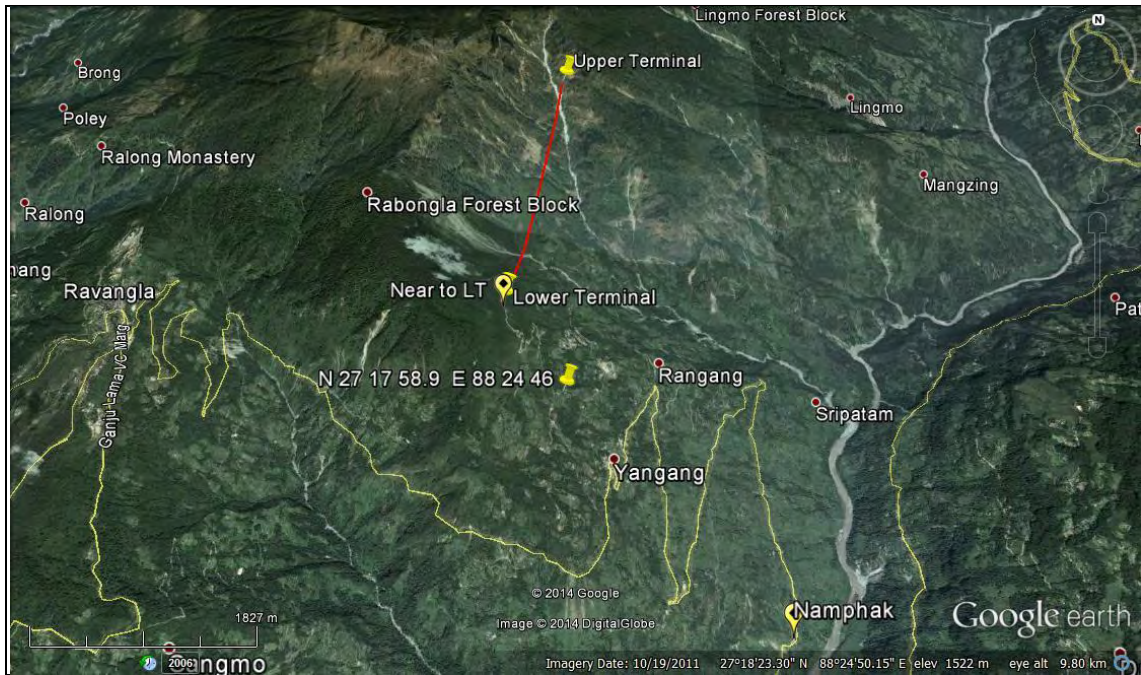 Lingmo Forest Block
N
Upper Terminal
Brong
Lingmo
Poley
Ralong Monastery
Mangzing
Rabongla Forest Block
Ralong
Ravangla
Near to LT
Lower Terminal
Ganju Lama VC Marg
N 27 17 58.9 E 88 24 46
Rangang
Sripatam
Yangang
© 2014 Google
Image © 2014 DigitalGlobe
Namphak
Google earth
1827 m
2006
Imagery Date: 10/19/2011 27°18'23.30" N 88°24'50.15" E elev 1522 m eye alt 9.80 km